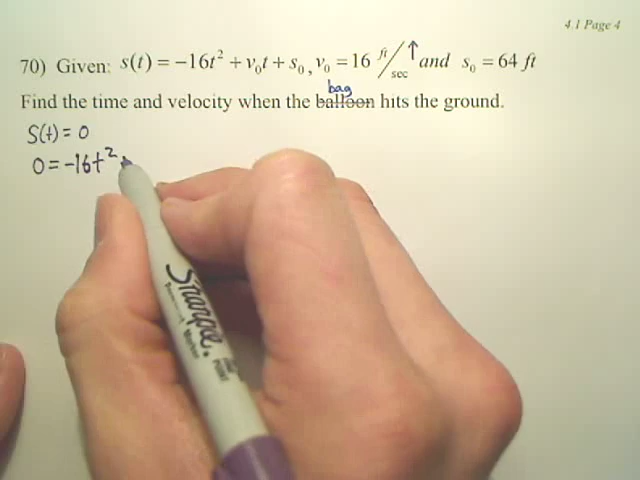 4.1 Page 4
70) Given: s(t) = −16t² + v₀t + s₀, v₀ = 16 ft/sec ↑ and s₀ = 64 ft
bag
Find the time and velocity when the balloon hits the ground.
S(t) = 0
0 = -16t²
Sharpie.